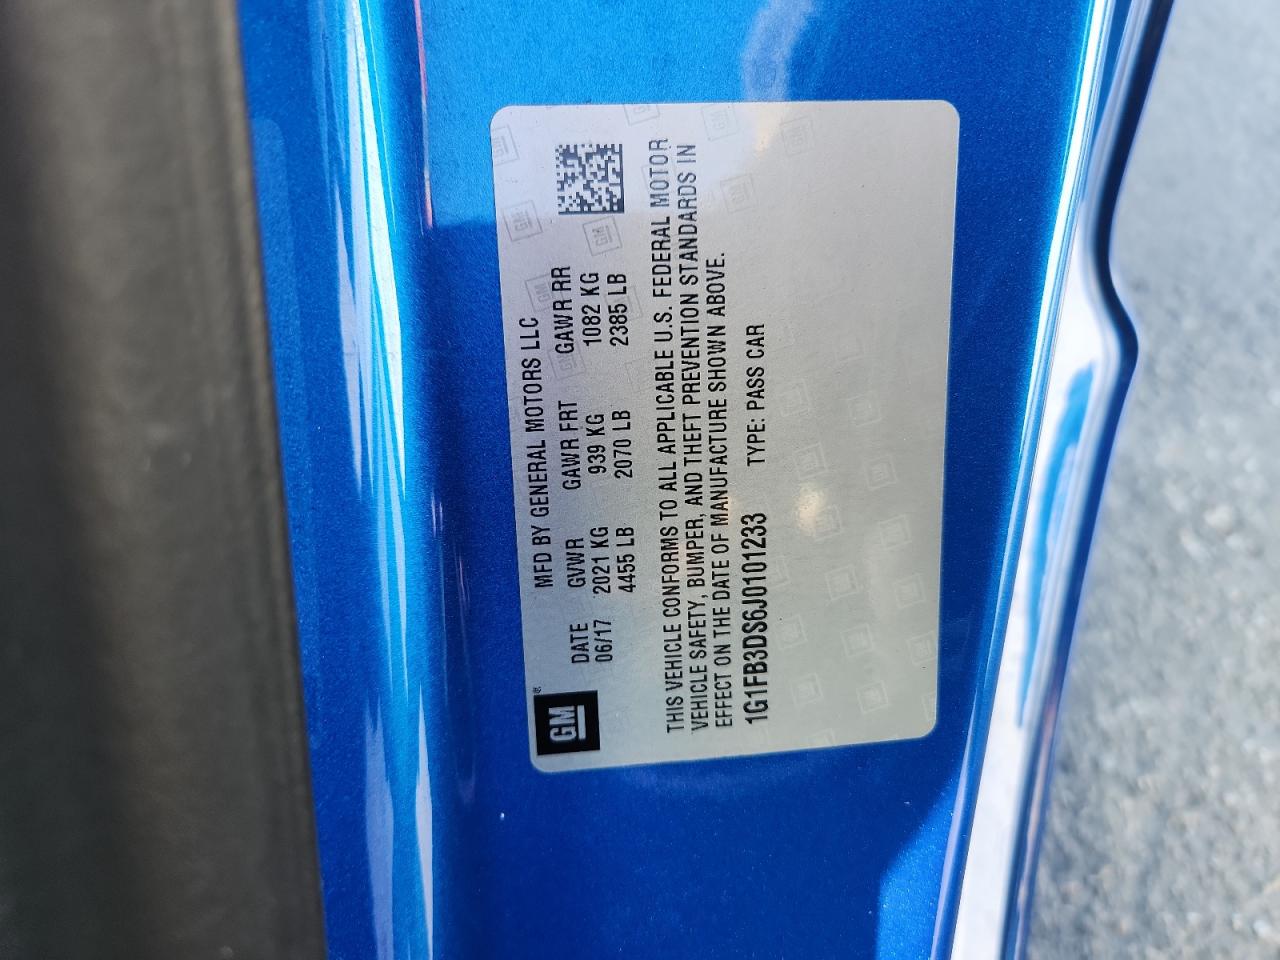 GM®
MFD BY GENERAL MOTORS LLC
DATE GVWR GAWR FRT GAWR RR
06/17 2021 KG 939 KG 1082 KG
4455 LB 2070 LB 2385 LB
THIS VEHICLE CONFORMS TO ALL APPLICABLE U.S. FEDERAL MOTOR
VEHICLE SAFETY, BUMPER, AND THEFT PREVENTION STANDARDS IN
EFFECT ON THE DATE OF MANUFACTURE SHOWN ABOVE.
1G1FB3DS6J0101233 TYPE: PASS CAR